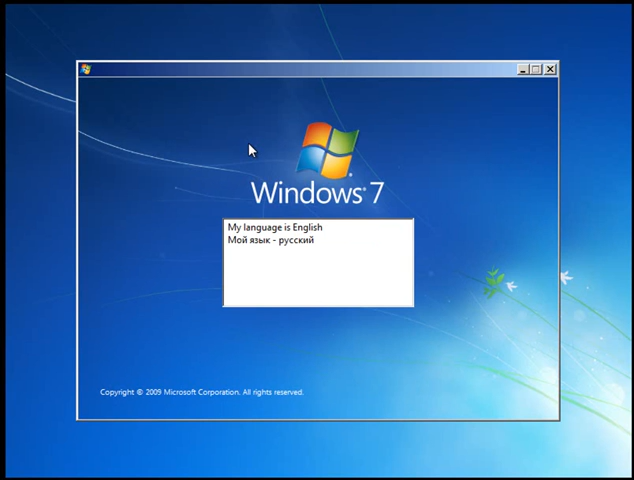 Windows® 7
My language is English
Мой язык - русский
Copyright © 2009 Microsoft Corporation. All rights reserved.